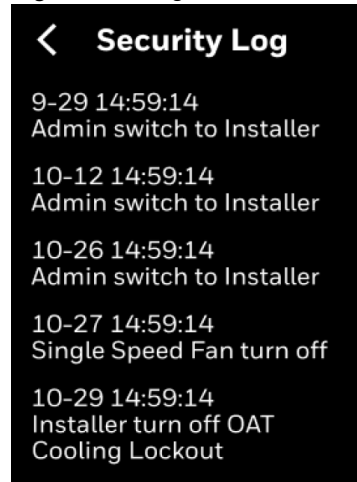 Security Log
9-29 14:59:14
Admin switch to Installer
10-12 14:59:14
Admin switch to Installer
10-26 14:59:14
Admin switch to Installer
10-27 14:59:14
Single Speed Fan turn off
10-29 14:59:14
Installer turn off OAT
Cooling Lockout